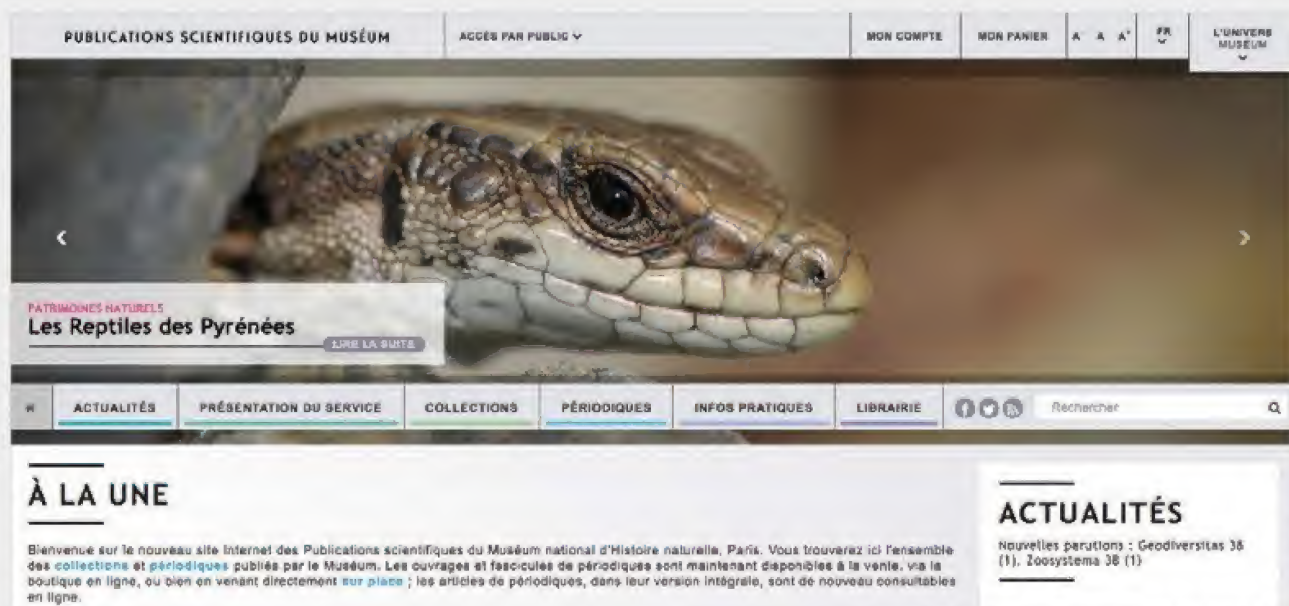 PUBLICATIONS SCIENTIFIQUES DU MUSÉUM
ACCÈS PAR PUBLIC
MON COMPTE
MON PANIER
A⁻ A A⁺
FR
L'UNIVERS
MUSÉUM
PATRIMOINES NATURELS
Les Reptiles des Pyrénées
LIRE LA SUITE
ACTUALITÉS
PRÉSENTATION DU SERVICE
COLLECTIONS
PÉRIODIQUES
INFOS PRATIQUES
LIBRAIRIE
Rechercher
À LA UNE
Bienvenue sur le nouveau site Internet des Publications scientifiques du Muséum national d'Histoire naturelle, Paris. Vous trouverez ici l'ensemble
des collections et périodiques publiés par le Muséum. Les ouvrages et fascicules de périodiques sont maintenant disponibles à la vente, via la
boutique en ligne, ou bien en venant directement sur place ; les articles de périodiques, dans leur version intégrale, sont de nouveau consultables
en ligne.
ACTUALITÉS
Nouvelles parutions : Geodiversitas 38
(1), Zoosystema 38 (1)